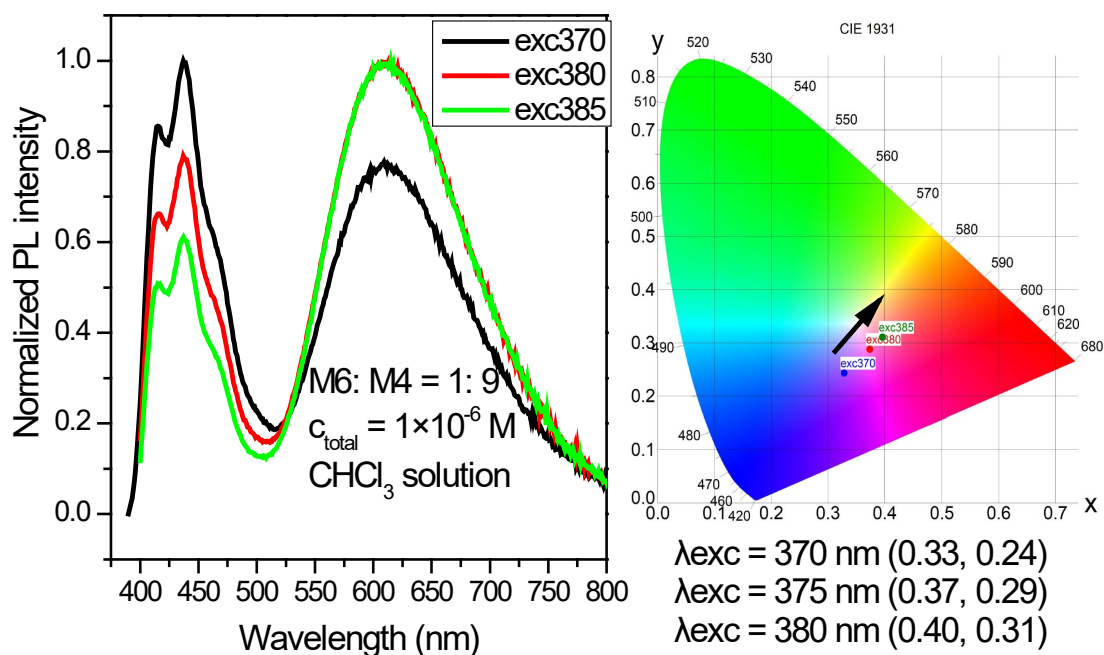 Normalized PL intensity
1.0
0.8
0.6
0.4
0.2
0.0
exc370
exc380
exc385
M6: M4 = 1: 9
c_total = 1×10⁻⁶ M
CHCl₃ solution
400 450 500 550 600 650 700 750 800
Wavelength (nm)
CIE 1931
y
0.8
0.7
0.6
0.5
0.4
0.3
0.2
0.1
0.0
0.0 0.1 0.2 0.3 0.4 0.5 0.6 0.7
x
420
460
470
480
490
500
510
520
530
540
550
560
570
580
590
600
610
620
680
exc385
exc380
exc370
λexc = 370 nm (0.33, 0.24)
λexc = 375 nm (0.37, 0.29)
λexc = 380 nm (0.40, 0.31)